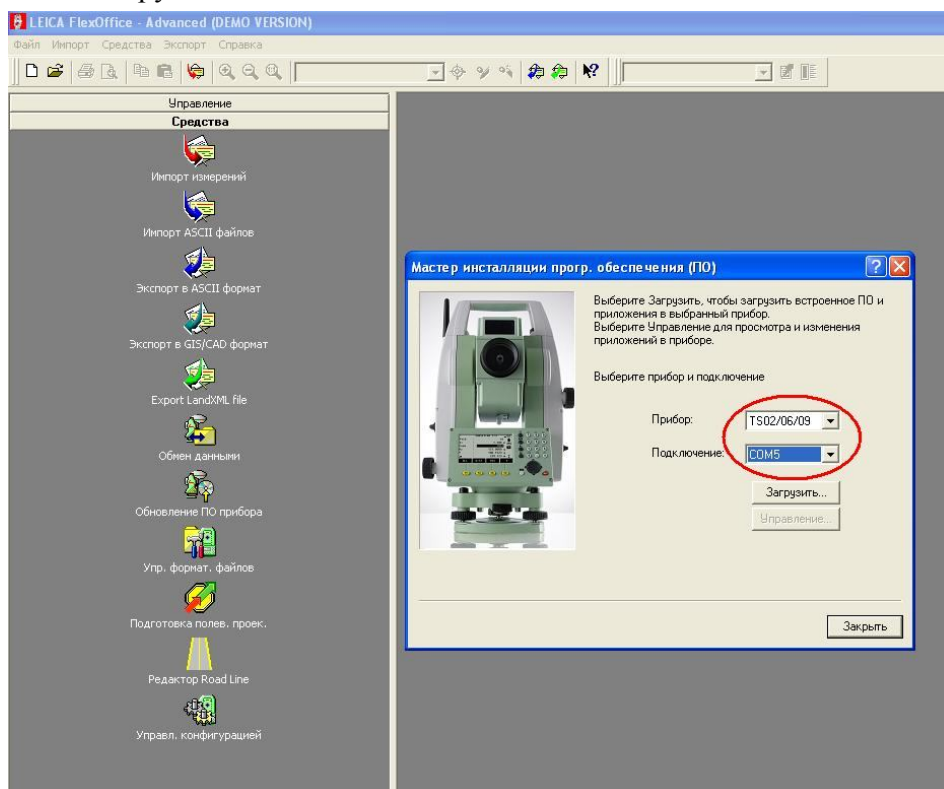 LEICA FlexOffice - Advanced (DEMO VERSION)
Файл Импорт Средства Экспорт Справка
Управление
Средства
Импорт измерений
Импорт ASCII файлов
Экспорт в ASCII формат
Экспорт в GIS/CAD формат
Export LandXML file
Обмен данными
Обновление ПО прибора
Упр. формат. файлов
Подготовка полев. проек.
Редактор Road Line
Управл. конфигурацией
Мастер инсталляции прогр. обеспечения (ПО)
Выберите Загрузить, чтобы загрузить встроенное ПО и
приложения в выбранный прибор.
Выберите Управление для просмотра и изменения
приложений в приборе.
Выберите прибор и подключение
Прибор: TS02/06/09
Подключение: COM5
Загрузить...
Управление...
Закрыть